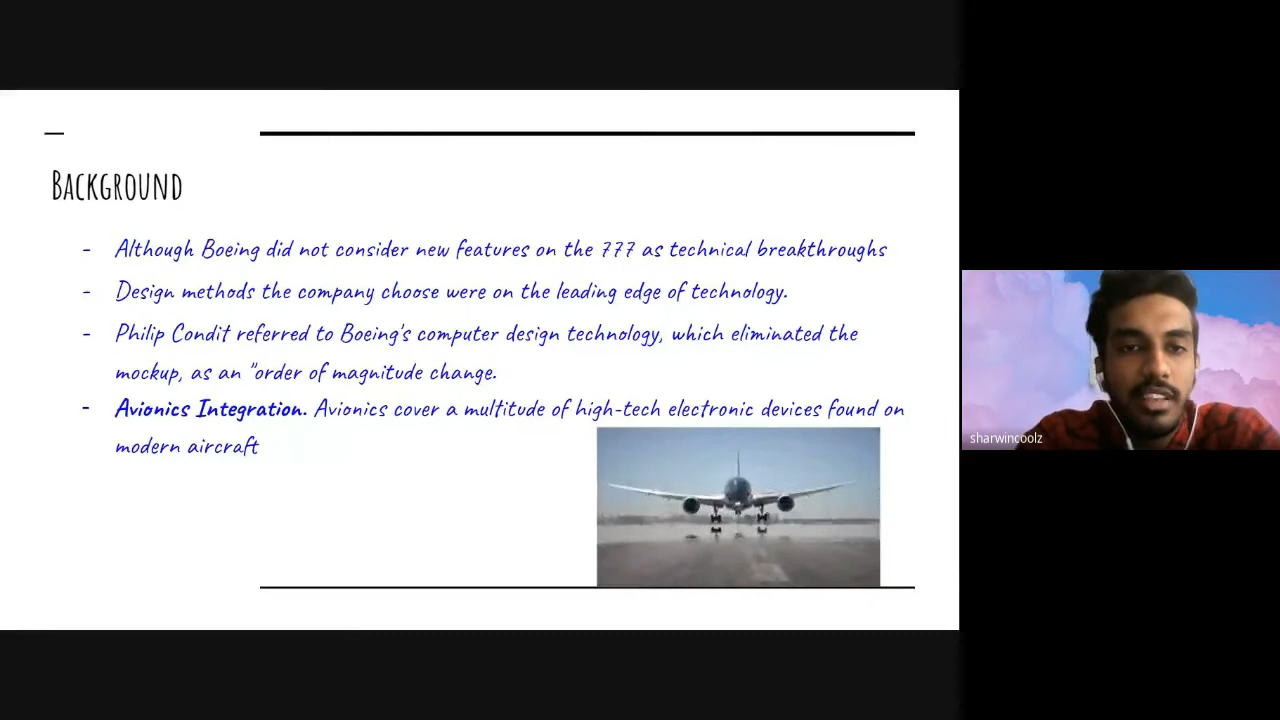 BACKGROUND
- Although Boeing did not consider new features on the 777 as technical breakthroughs
- Design methods the company choose were on the leading edge of technology.
- Philip Condit referred to Boeing's computer design technology, which eliminated the
mockup, as an "order of magnitude change.
- Avionics Integration. Avionics cover a multitude of high-tech electronic devices found on
modern aircraft
sharwincoolz